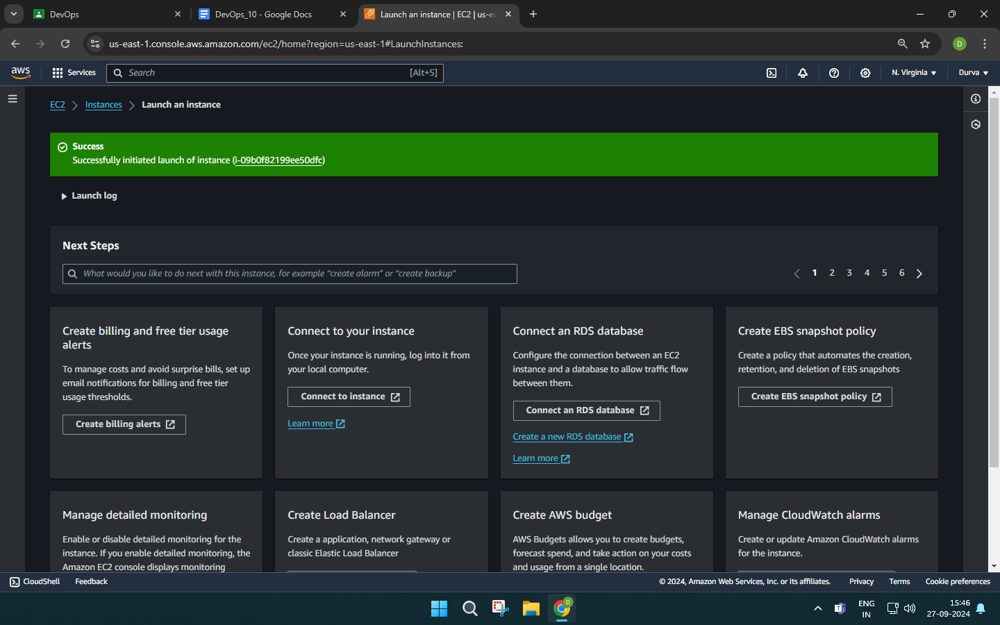 DevOps
DevOps_10 - Google Docs
Launch an instance | EC2 | us-ea
us-east-1.console.aws.amazon.com/ec2/home?region=us-east-1#LaunchInstances:
D
aws
Services
Search
[Alt+S]
N. Virginia
Durva
EC2
Instances
Launch an instance
Success
Successfully initiated launch of instance (i-09b0f82199ee50dfc)
Launch log
Next Steps
What would you like to do next with this instance, for example “create alarm” or “create backup”
1 2 3 4 5 6
Create billing and free tier usage
alerts
To manage costs and avoid surprise bills, set up
email notifications for billing and free tier
usage thresholds.
Create billing alerts
Connect to your instance
Once your instance is running, log into it from
your local computer.
Connect to instance
Learn more
Connect an RDS database
Configure the connection between an EC2
instance and a database to allow traffic flow
between them.
Connect an RDS database
Create a new RDS database
Learn more
Create EBS snapshot policy
Create a policy that automates the creation,
retention, and deletion of EBS snapshots
Create EBS snapshot policy
Manage detailed monitoring
Enable or disable detailed monitoring for the
instance. If you enable detailed monitoring, the
Amazon EC2 console displays monitoring
Create Load Balancer
Create a application, network gateway or
classic Elastic Load Balancer
Create AWS budget
AWS Budgets allows you to create budgets,
forecast spend, and take action on your costs
and usage from a single location.
Manage CloudWatch alarms
Create or update Amazon CloudWatch alarms
for the instance.
CloudShell
Feedback
© 2024, Amazon Web Services, Inc. or its affiliates.
Privacy
Terms
Cookie preferences
D
ENG
IN
15:46
27-09-2024